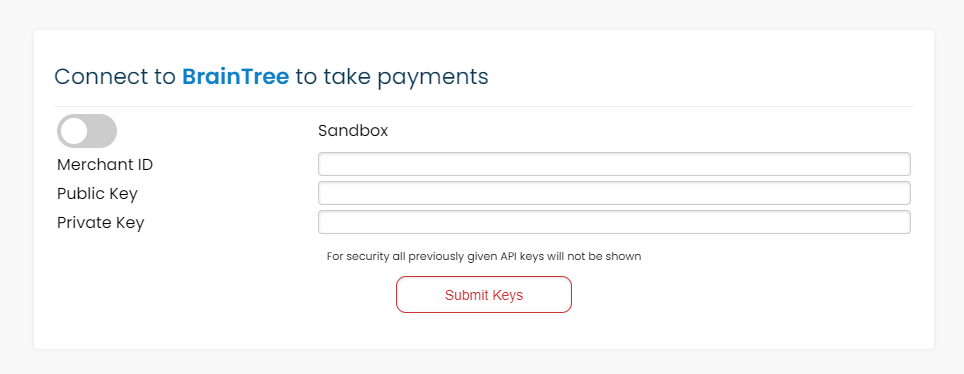 Connect to BrainTree to take payments
Sandbox
Merchant ID
Public Key
Private Key
For security all previously given API keys will not be shown
Submit Keys